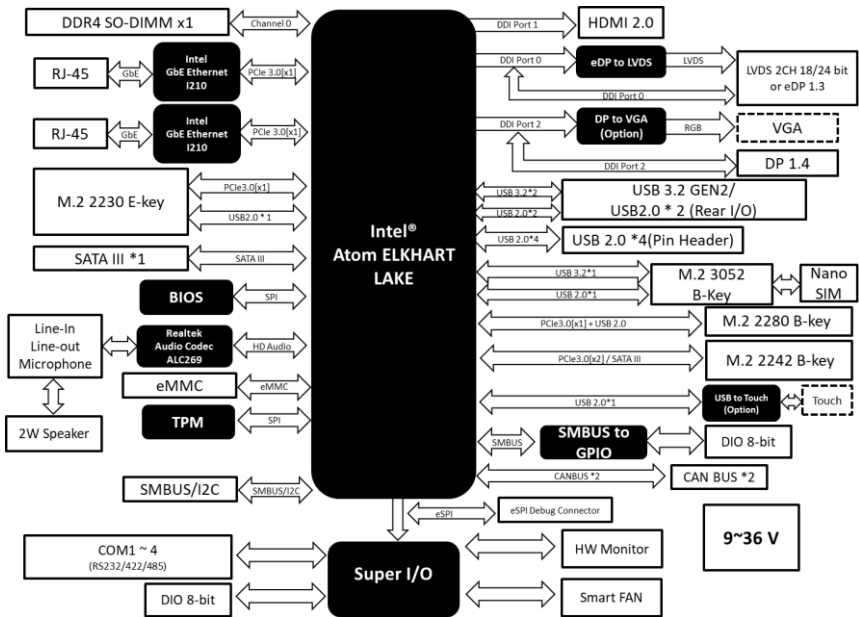 DDR4 SO-DIMM x1
Channel 0
RJ-45
GbE
Intel
GbE Ethernet
I210
PCIe 3.0[x1]
RJ-45
GbE
Intel
GbE Ethernet
I210
PCIe 3.0[x1]
M.2 2230 E-key
PCIe3.0[x1]
USB2.0 * 1
SATA III *1
SATA III
BIOS
SPI
Line-In
Line-out
Microphone
Realtek
Audio Codec
ALC269
HD Audio
eMMC
eMMC
2W Speaker
TPM
SPI
SMBUS/I2C
SMBUS/I2C
Intel®
Atom ELKHART
LAKE
DDI Port 1
HDMI 2.0
DDI Port 0
eDP to LVDS
LVDS
LVDS 2CH 18/24 bit
or eDP 1.3
DDI Port 0
DDI Port 2
DP to VGA
(Option)
RGB
VGA
DDI Port 2
DP 1.4
USB 3.2*2
USB 2.0*2
USB 3.2 GEN2/
USB2.0 * 2 (Rear I/O)
USB 2.0*4
USB 2.0 *4(Pin Header)
USB 3.2*1
USB 2.0*1
M.2 3052
B-Key
Nano
SIM
PCIe3.0[x1] + USB 2.0
M.2 2280 B-key
PCIe3.0[x2] / SATA III
M.2 2242 B-key
USB 2.0*1
USB to Touch
(Option)
Touch
SMBUS
SMBUS to
GPIO
DIO 8-bit
CANBUS *2
CAN BUS *2
eSPI
eSPI Debug Connector
COM1 ~ 4
(RS232/422/485)
DIO 8-bit
Super I/O
HW Monitor
Smart FAN
9~36 V